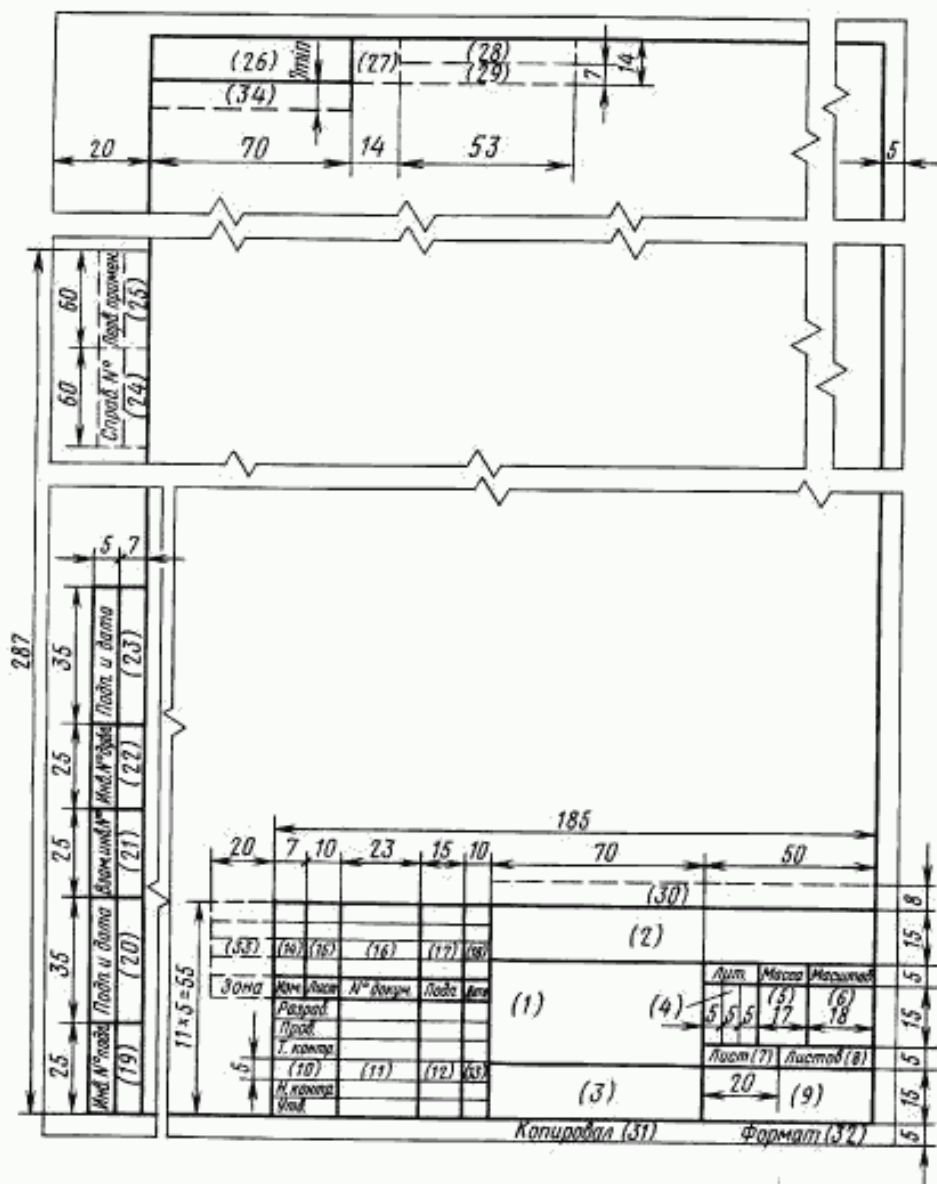 (26) 7min (27) (28) 7 14
(34) (29)
20 70 14 53 5
60 Перв. примен. (25)
60 Справ. № (24)
287
5 7
35 Подп. и дата (23)
25 Инв. № дубл. (22)
25 Взам. инв. № (21)
35 Подп. и дата (20)
25 Инв. № подл. (19)
185
20 7 10 23 15 10 70 50
(30) 8
(2) 15
(33) (14) (15) (16) (17) (18)
Лит. Масса Масштаб 5
Зона Изм. Лист № докум. Подп. Дата (1) (4) 5 5 5 (5) 17 (6) 18 15
11×5=55
Разраб.
Пров.
Т. контр. Лист (7) Листов (8) 5
5 (10) (11) (12) (13)
Н. контр. (3) 20 (9) 15
Утв.
Копировал (31) Формат (32) 5